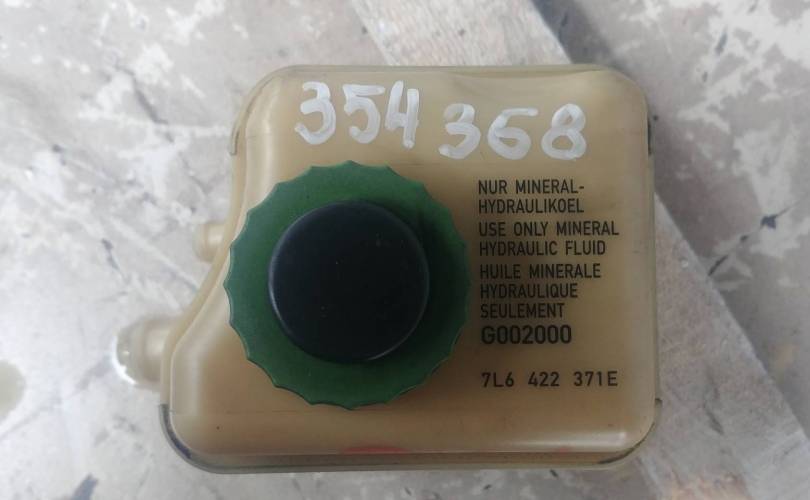 354 368
NUR MINERAL-
HYDRAULIKOEL
USE ONLY MINERAL
HYDRAULIC FLUID
HUILE MINERALE
HYDRAULIQUE
SEULEMENT
G002000
7L6 422 371E